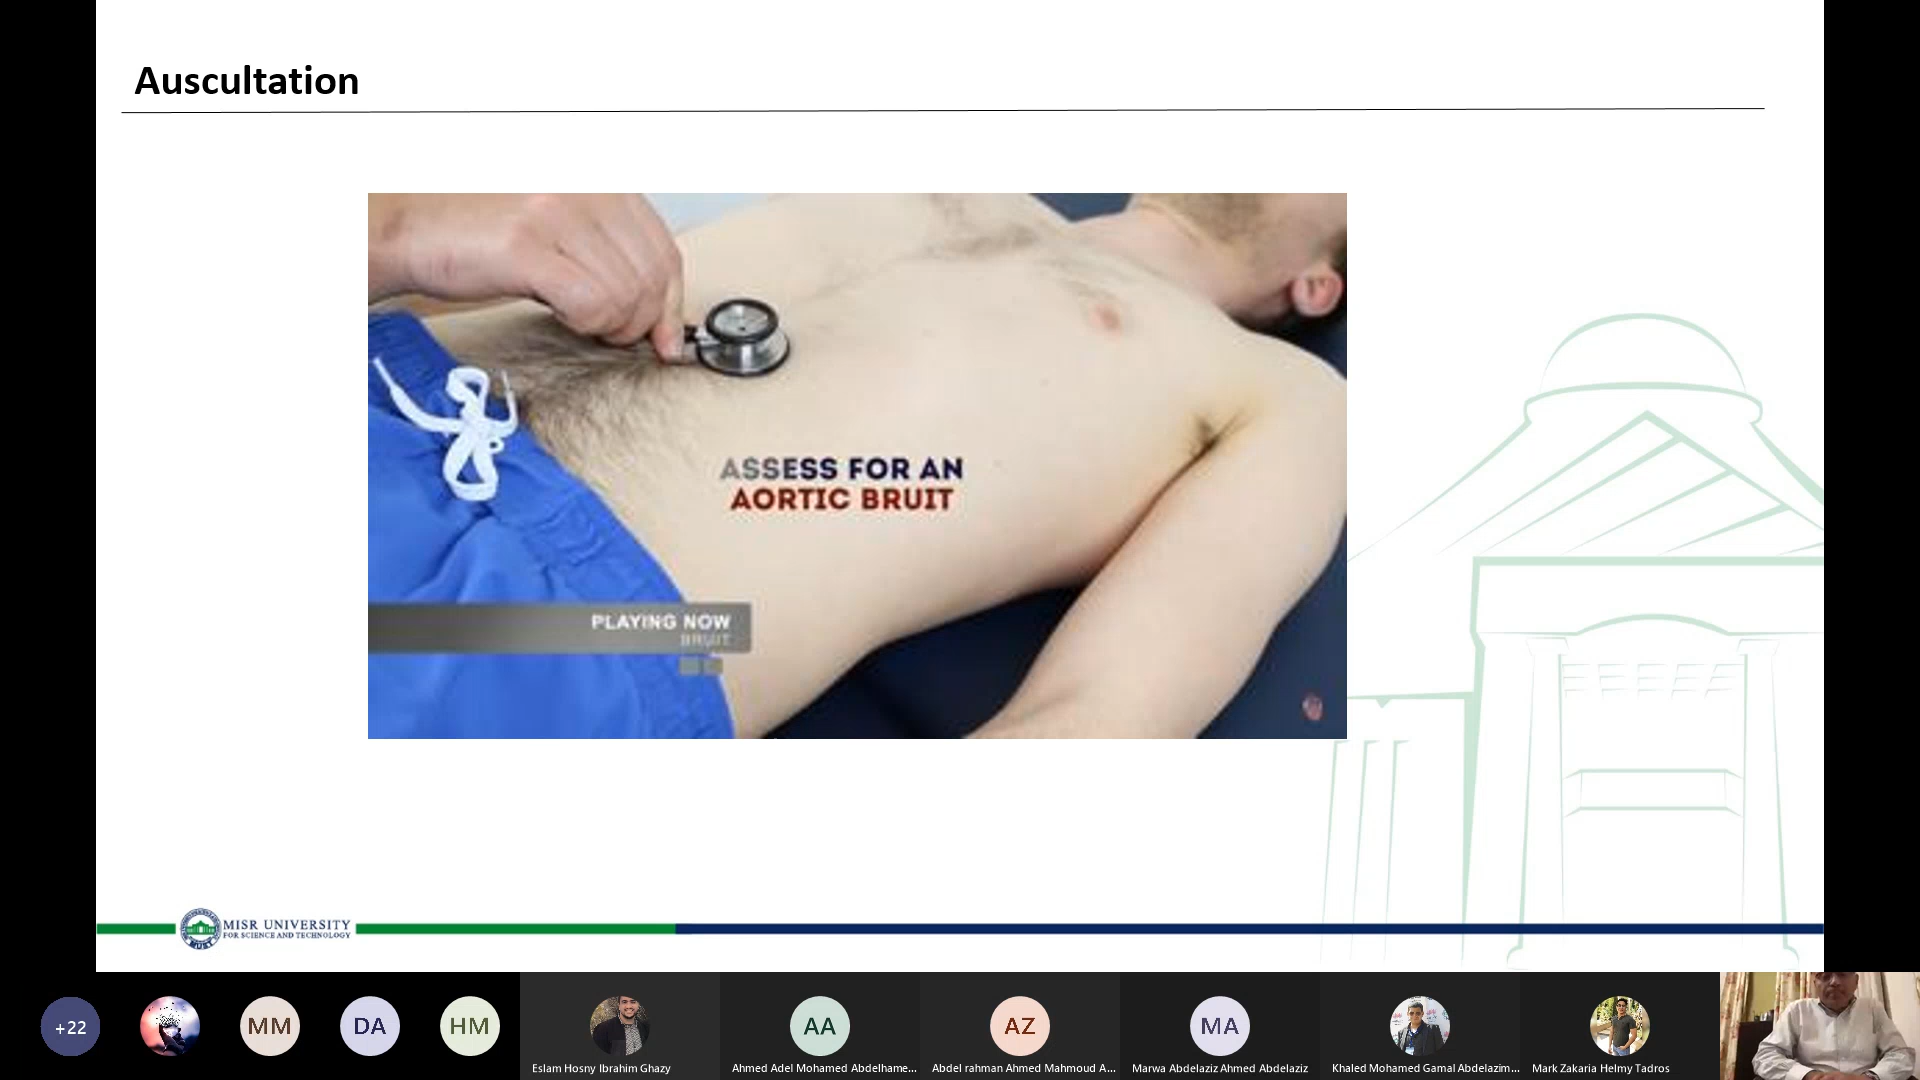 Auscultation
ASSESS FOR AN
AORTIC BRUIT
PLAYING NOW
BRUIT
MISR UNIVERSITY
FOR SCIENCE AND TECHNOLOGY
MUST
+22
MM
DA
HM
AA
AZ
MA
Eslam Hosny Ibrahim Ghazy
Ahmed Adel Mohamed Abdelhame...
Abdel rahman Ahmed Mahmoud A...
Marwa Abdelaziz Ahmed Abdelaziz
Khaled Mohamed Gamal Abdelazim...
Mark Zakaria Helmy Tadros